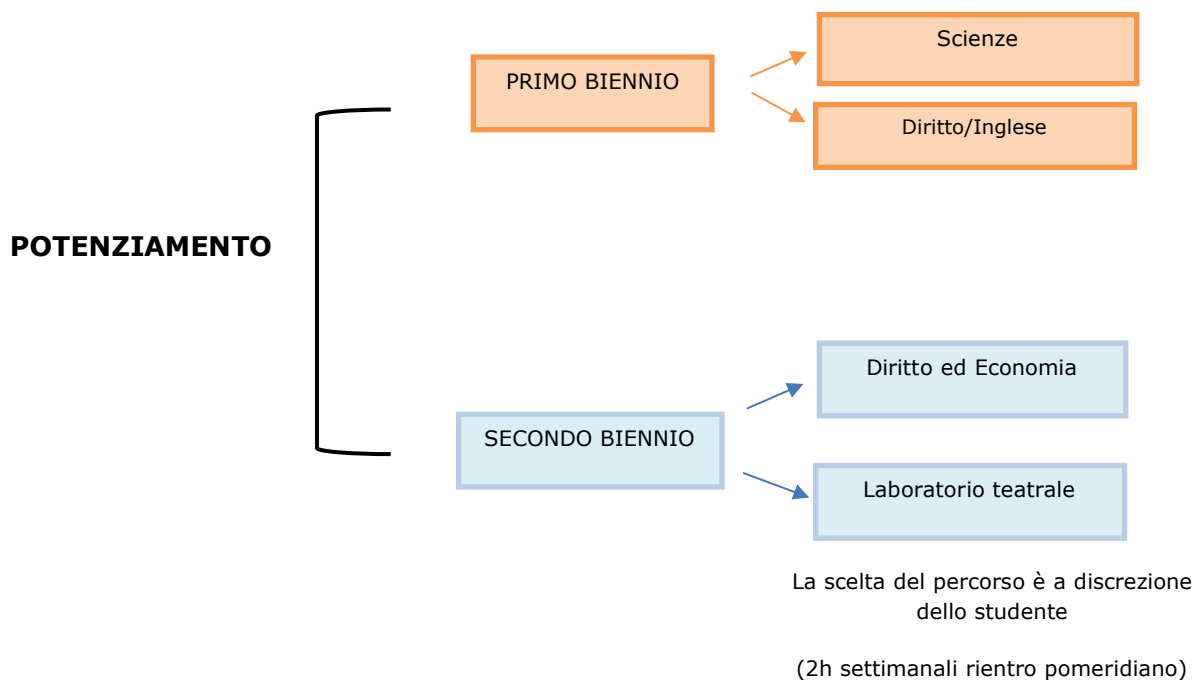 POTENZIAMENTO
PRIMO BIENNIO
Scienze
Diritto/Inglese
SECONDO BIENNIO
Diritto ed Economia
Laboratorio teatrale
La scelta del percorso è a discrezione
dello studente
(2h settimanali rientro pomeridiano)